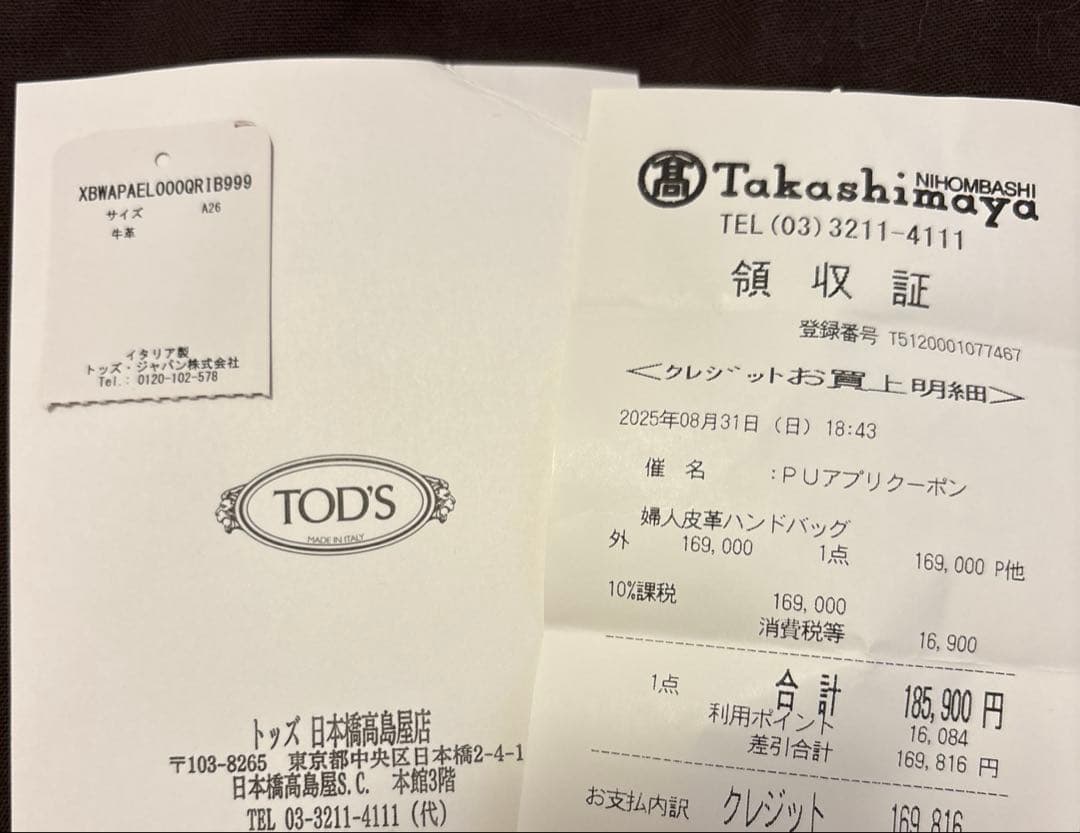 XBWAPAEL000QRIB999
サイズ A26
牛革
イタリア製
トッズ・ジャパン株式会社
Tel.: 0120-102-578
TOD'S
MADE IN ITALY
トッズ 日本橋高島屋店
〒103-8265 東京都中央区日本橋2-4-1
日本橋高島屋S.C. 本館3階
TEL 03-3211-4111 (代)
髙 Takashimaya NIHOMBASHI
TEL (03) 3211-4111
領収証
登録番号 T5120001077467
<クレジットお買上明細>
2025年08月31日 (日) 18:43
催 名 :PUアプリクーポン
婦人皮革ハンドバッグ
外 169,000 1点 169,000 P他
10%課税 169,000
消費税等 16,900
1点 合計 185,900 円
利用ポイント 16,084
差引合計 169,816 円
お支払内訳 クレジット 169,816